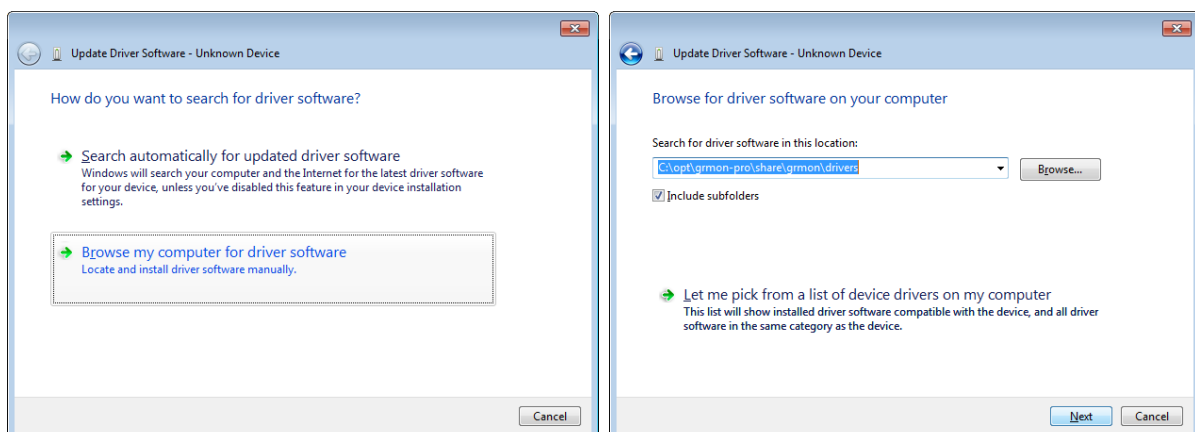 Update Driver Software - Unknown Device
How do you want to search for driver software?
Search automatically for updated driver software
Windows will search your computer and the Internet for the latest driver software
for your device, unless you've disabled this feature in your device installation
settings.
Browse my computer for driver software
Locate and install driver software manually.
Cancel
Update Driver Software - Unknown Device
Browse for driver software on your computer
Search for driver software in this location:
C:\opt\grmon-pro\share\grmon\drivers
Browse...
Include subfolders
Let me pick from a list of device drivers on my computer
This list will show installed driver software compatible with the device, and all driver
software in the same category as the device.
Next
Cancel